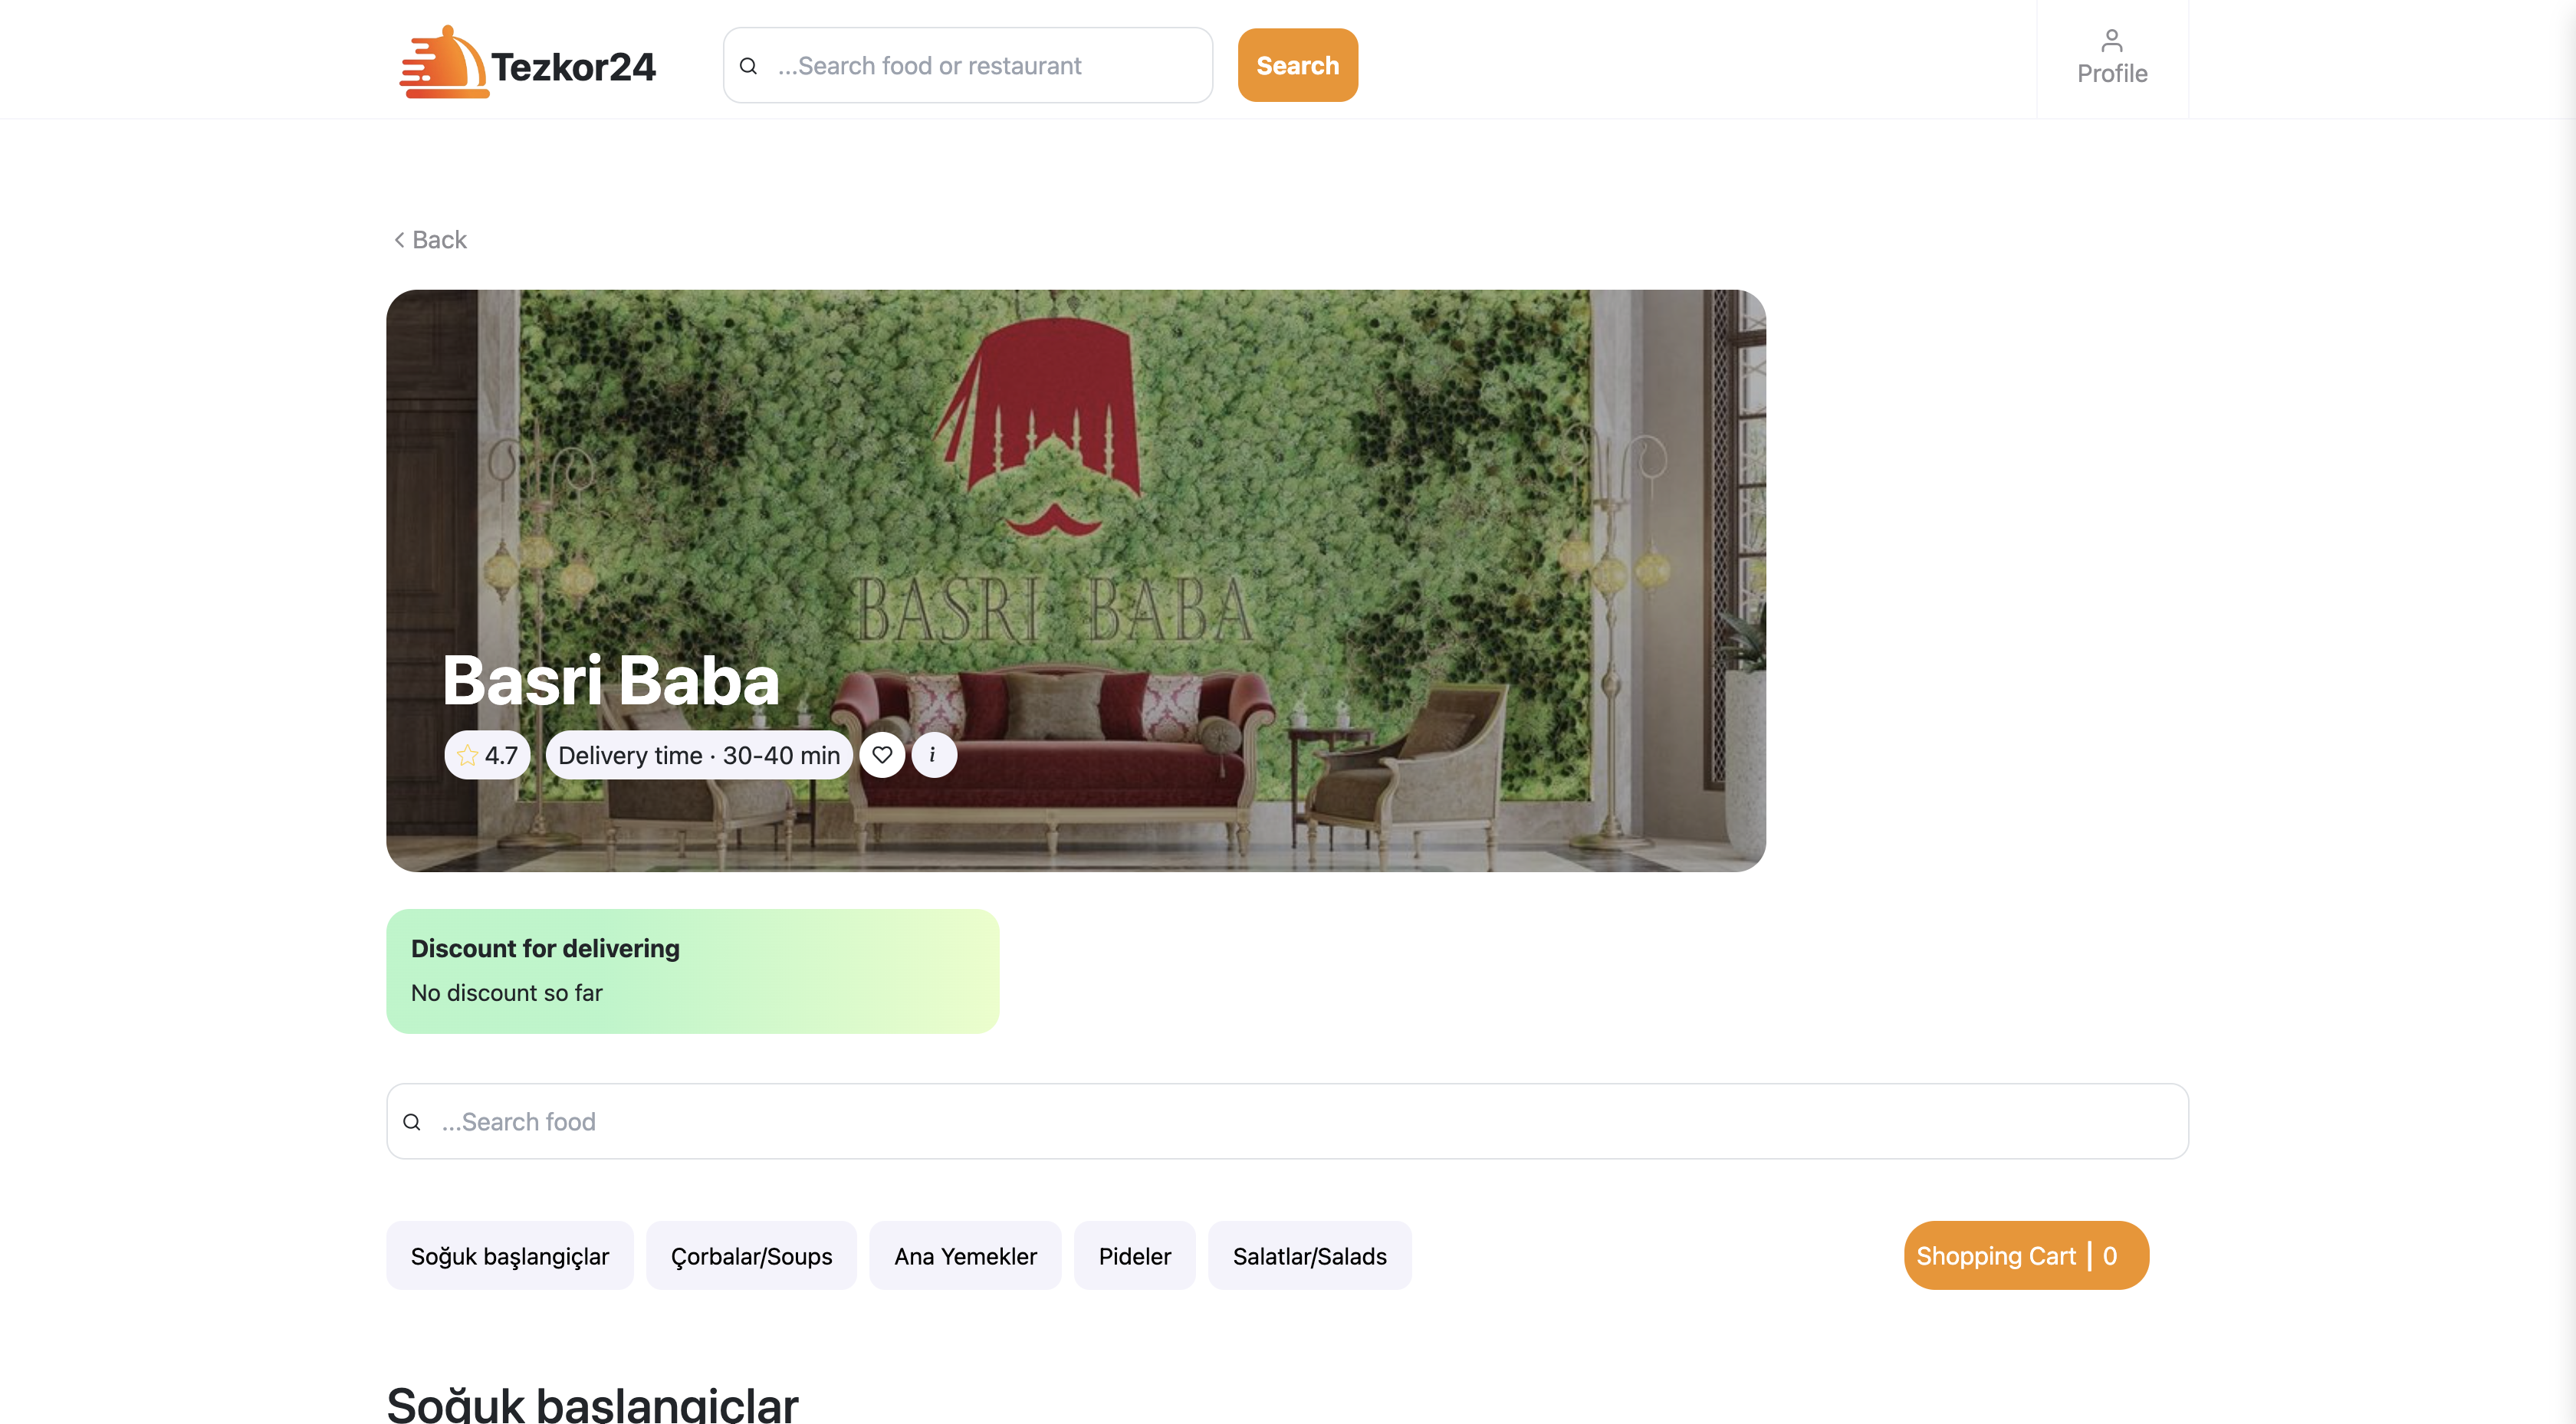 Tezkor24
...Search food or restaurant
Search
Profile
Back
BASRI BABA
Basri Baba
4.7
Delivery time · 30-40 min
i
Discount for delivering
No discount so far
...Search food
Soğuk başlangiçlar
Çorbalar/Soups
Ana Yemekler
Pideler
Salatlar/Salads
Shopping Cart | 0
Soğuk başlangiçlar